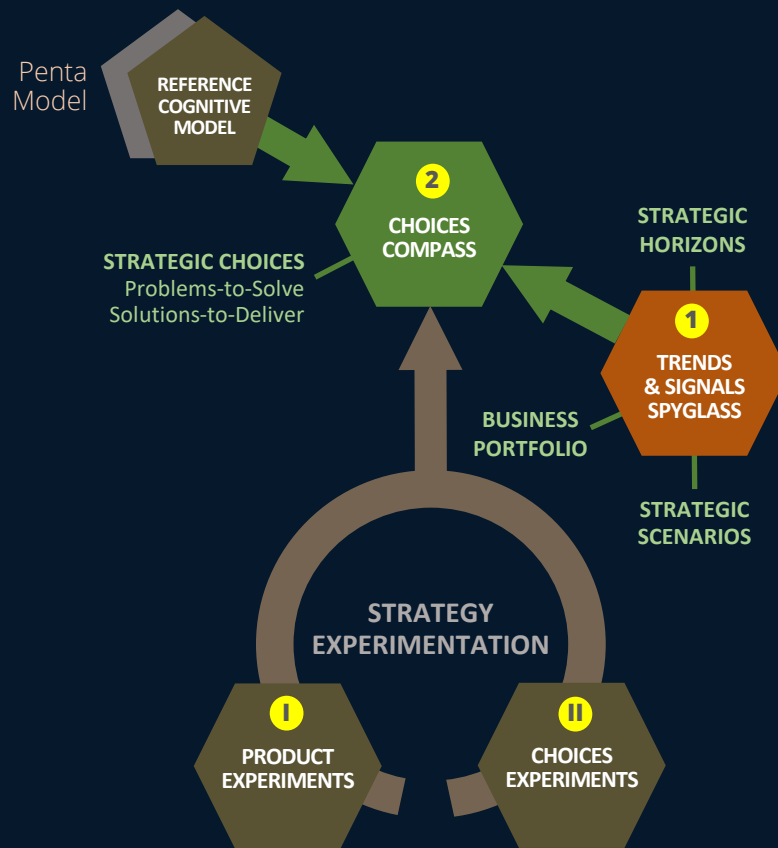 Penta
Model
REFERENCE
COGNITIVE
MODEL
2
CHOICES
COMPASS
STRATEGIC CHOICES
Problems-to-Solve
Solutions-to-Deliver
STRATEGIC
HORIZONS
1
TRENDS
& SIGNALS
SPYGLASS
BUSINESS
PORTFOLIO
STRATEGIC
SCENARIOS
STRATEGY
EXPERIMENTATION
I
PRODUCT
EXPERIMENTS
II
CHOICES
EXPERIMENTS